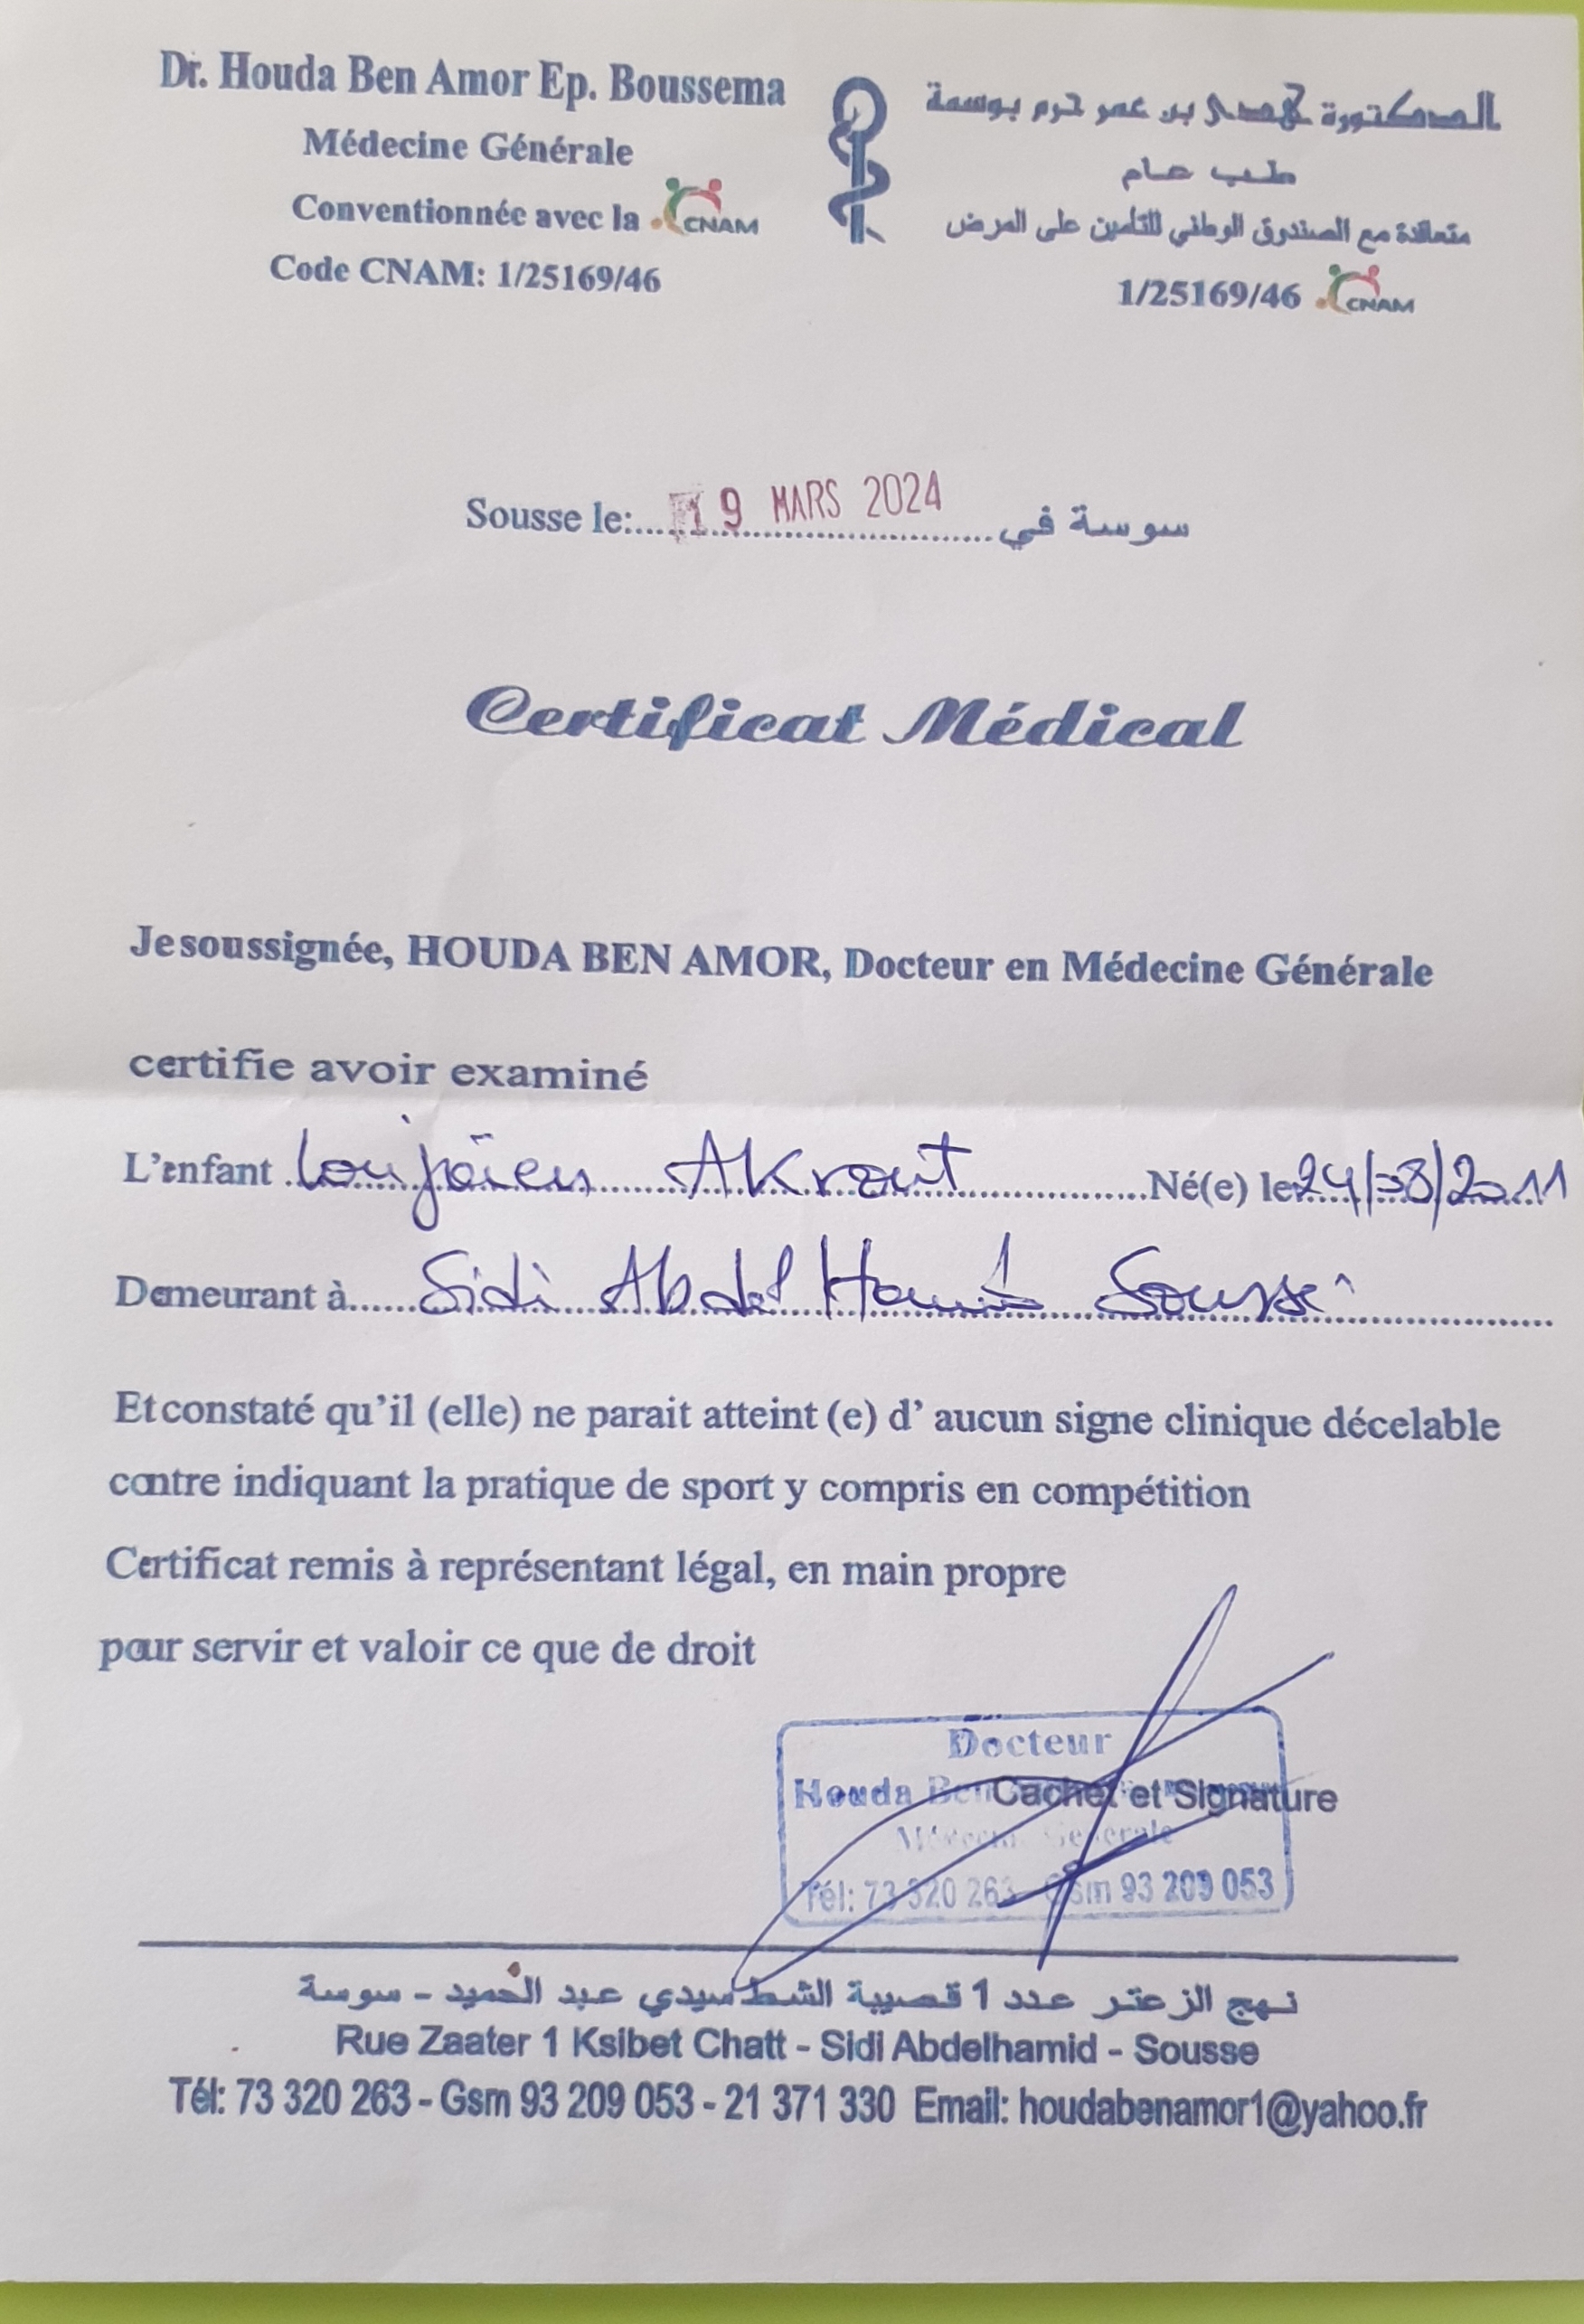 Dr. Houda Ben Amor Ep. Boussema
Médecine Générale
Conventionnée avec la CNAM
Code CNAM: 1/25169/46
الدكتورة هدى بن عمر حرم بوسمة
طب عام
متعاقدة مع الصندوق الوطني للتأمين على المرض
1/25169/46 CNAM
Sousse le: 19 MARS 2024 سوسة في
Certificat Médical
Je soussignée, HOUDA BEN AMOR, Docteur en Médecine Générale
certifie avoir examiné
L'enfant Loujaien AKrout Né(e) le 24/08/2011
Demeurant à Sidi Abdel Hamid Sousse
Et constaté qu'il (elle) ne parait atteint (e) d' aucun signe clinique décelable
contre indiquant la pratique de sport y compris en compétition
Certificat remis à représentant légal, en main propre
pour servir et valoir ce que de droit
Docteur
Houda Ben
Cachet et Signature
Médecine Générale
Tél: 73 320 263 - Gsm 93 209 053
نهج الزعتر عدد 1 قصيبة الشط سيدي عبد الحميد - سوسة
Rue Zaater 1 Ksibet Chatt - Sidi Abdelhamid - Sousse
Tél: 73 320 263 - Gsm 93 209 053 - 21 371 330 Email: houdabenamor1@yahoo.fr